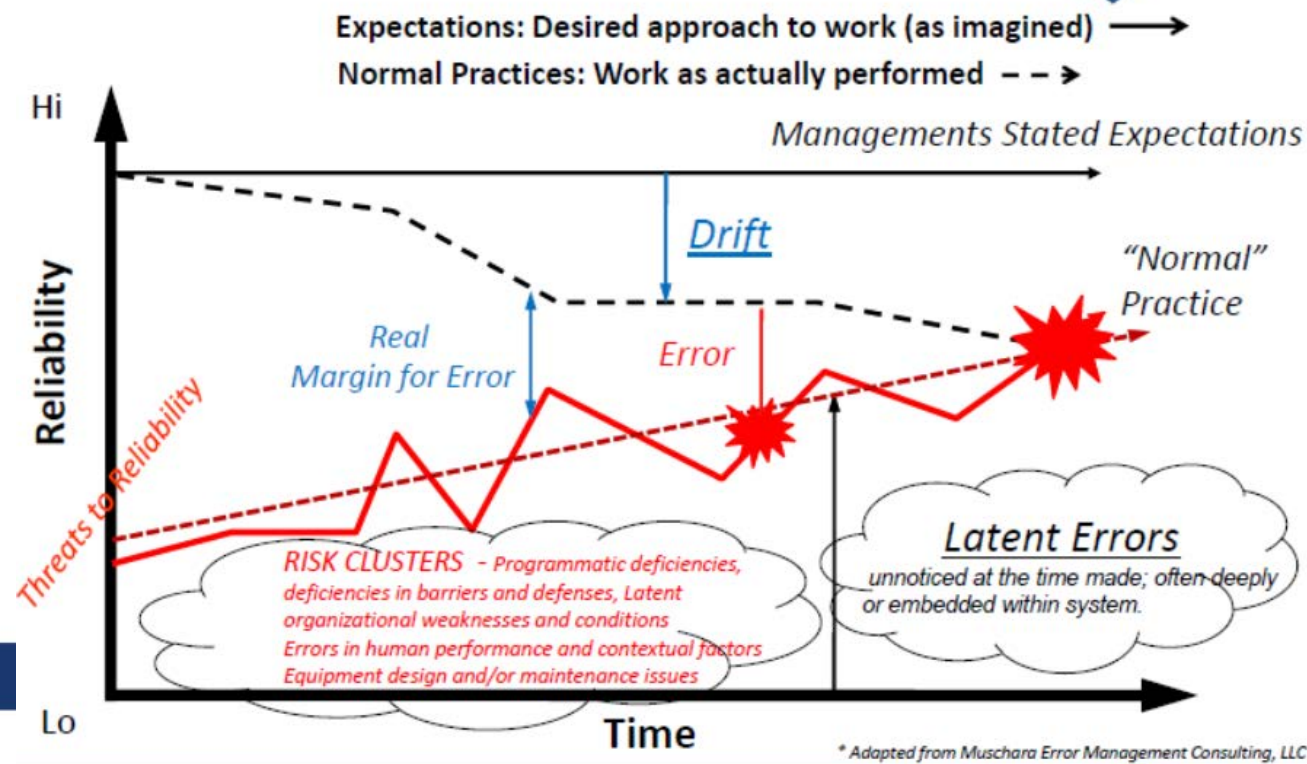 Expectations: Desired approach to work (as imagined)
Normal Practices: Work as actually performed
Hi
Managements Stated Expectations
Drift
"Normal"
Practice
Real
Margin for Error
Error
Reliability
Threats to Reliability
RISK CLUSTERS - Programmatic deficiencies,
deficiencies in barriers and defenses, Latent
organizational weaknesses and conditions
Errors in human performance and contextual factors
Equipment design and/or maintenance issues
Latent Errors
unnoticed at the time made; often deeply
or embedded within system.
Lo
Time
* Adapted from Muschara Error Management Consulting, LLC